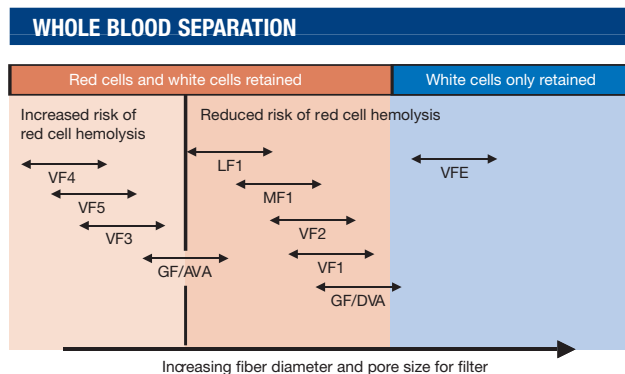 WHOLE BLOOD SEPARATION
Red cells and white cells retained
White cells only retained
Increased risk of
red cell hemolysis
Reduced risk of red cell hemolysis
VF4
VF5
VF3
GF/AVA
LF1
MF1
VF2
VF1
GF/DVA
VFE
Increasing fiber diameter and pore size for filter